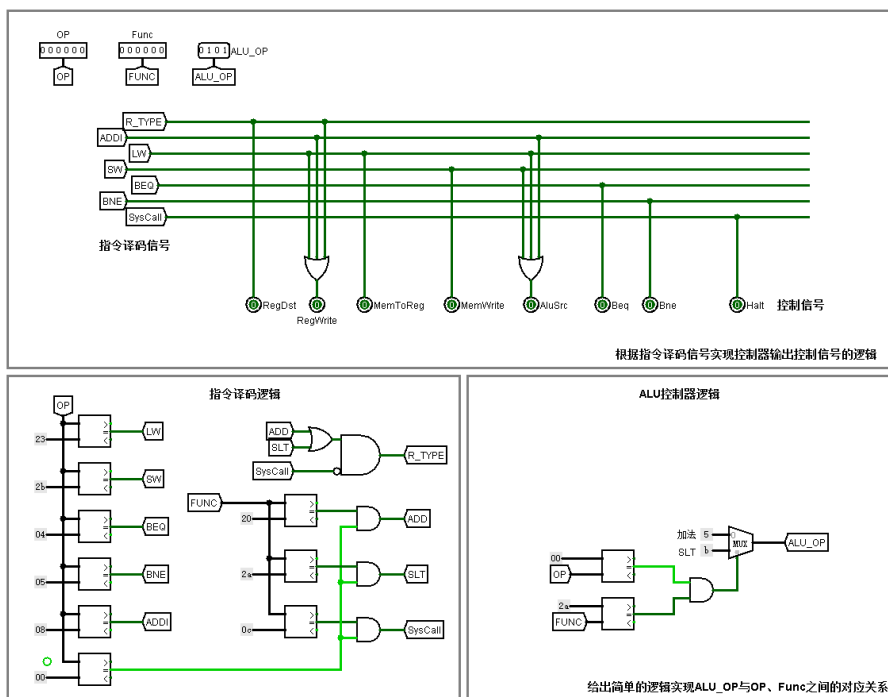 OP Func
000000 000000 0101 ALU_OP
OP FUNC ALU_OP
R_TYPE
ADDI
LW
SW
BEQ
BNE
SysCall
指令译码信号
0 RegDst 0 0 MemToReg 0 MemWrite 0 AluSrc 0 Beq 0 Bne 0 Halt 控制信号
RegWrite
根据指令译码信号实现控制器输出控制信号的逻辑
指令译码逻辑
OP
> = <
23
LW
> = <
2b
SW
> = <
04
BEQ
> = <
05
BNE
> = <
08
ADDI
> = <
00
ADD
SLT
SysCall
R_TYPE
FUNC
> = <
20
ADD
> = <
2a
SLT
> = <
0c
SysCall
ALU控制器逻辑
加法 5
SLT b
0
MUX
ALU_OP
00
OP
> = <
2a
FUNC
> = <
给出简单的逻辑实现ALU_OP与OP、Func之间的对应关系